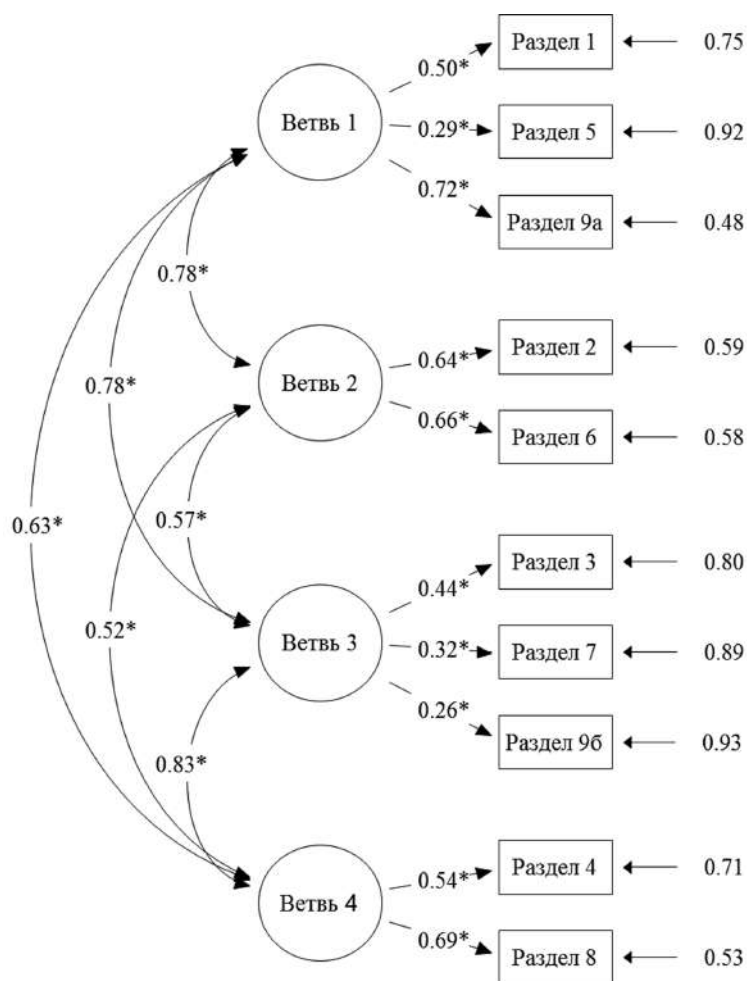 Раздел 1
0.75
0.50*
Ветвь 1
0.29*
Раздел 5
0.92
0.72*
Раздел 9а
0.48
0.78*
Раздел 2
0.59
0.64*
Ветвь 2
0.78*
0.66*
Раздел 6
0.58
0.63*
0.57*
Раздел 3
0.80
0.44*
0.52*
Ветвь 3
0.32*
Раздел 7
0.89
0.26*
Раздел 9б
0.93
0.83*
Раздел 4
0.71
0.54*
Ветвь 4
0.69*
Раздел 8
0.53